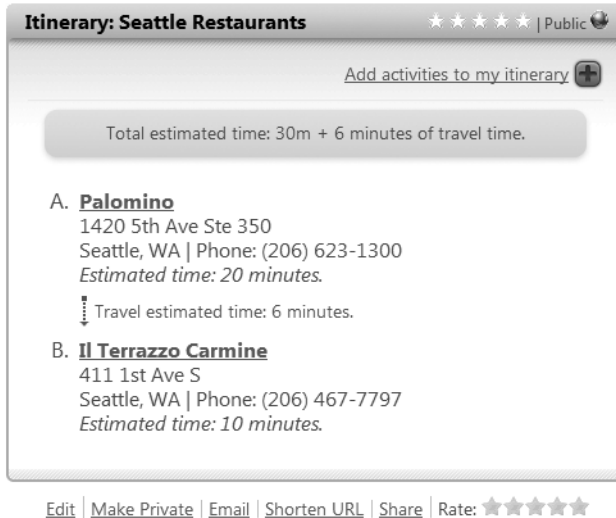 Itinerary: Seattle Restaurants | Public
Add activities to my itinerary
Total estimated time: 30m + 6 minutes of travel time.
A. Palomino
1420 5th Ave Ste 350
Seattle, WA | Phone: (206) 623-1300
Estimated time: 20 minutes.
Travel estimated time: 6 minutes.
B. Il Terrazzo Carmine
411 1st Ave S
Seattle, WA | Phone: (206) 467-7797
Estimated time: 10 minutes.
Edit | Make Private | Email | Shorten URL | Share | Rate: